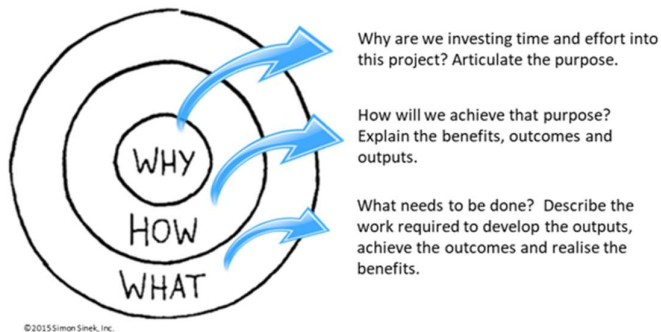 WHY
HOW
WHAT
Why are we investing time and effort into
this project? Articulate the purpose.
How will we achieve that purpose?
Explain the benefits, outcomes and
outputs.
What needs to be done?  Describe the
work required to develop the outputs,
achieve the outcomes and realise the
benefits.
©2015 Simon Sinek, Inc.